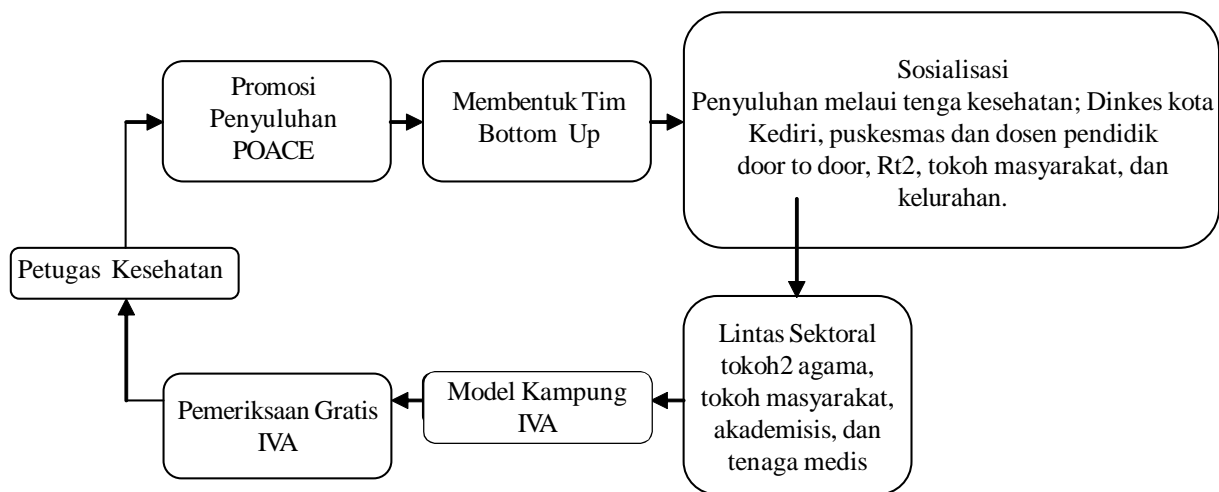 Promosi
Penyuluhan
POACE
Membentuk Tim
Bottom Up
Sosialisasi
Penyuluhan melaui tenga kesehatan; Dinkes kota
Kediri, puskesmas dan dosen pendidik
door to door, Rt2, tokoh masyarakat, dan
kelurahan.
Petugas Kesehatan
Lintas Sektoral
tokoh2 agama,
tokoh masyarakat,
akademisis, dan
tenaga medis
Model Kampung
IVA
Pemeriksaan Gratis
IVA